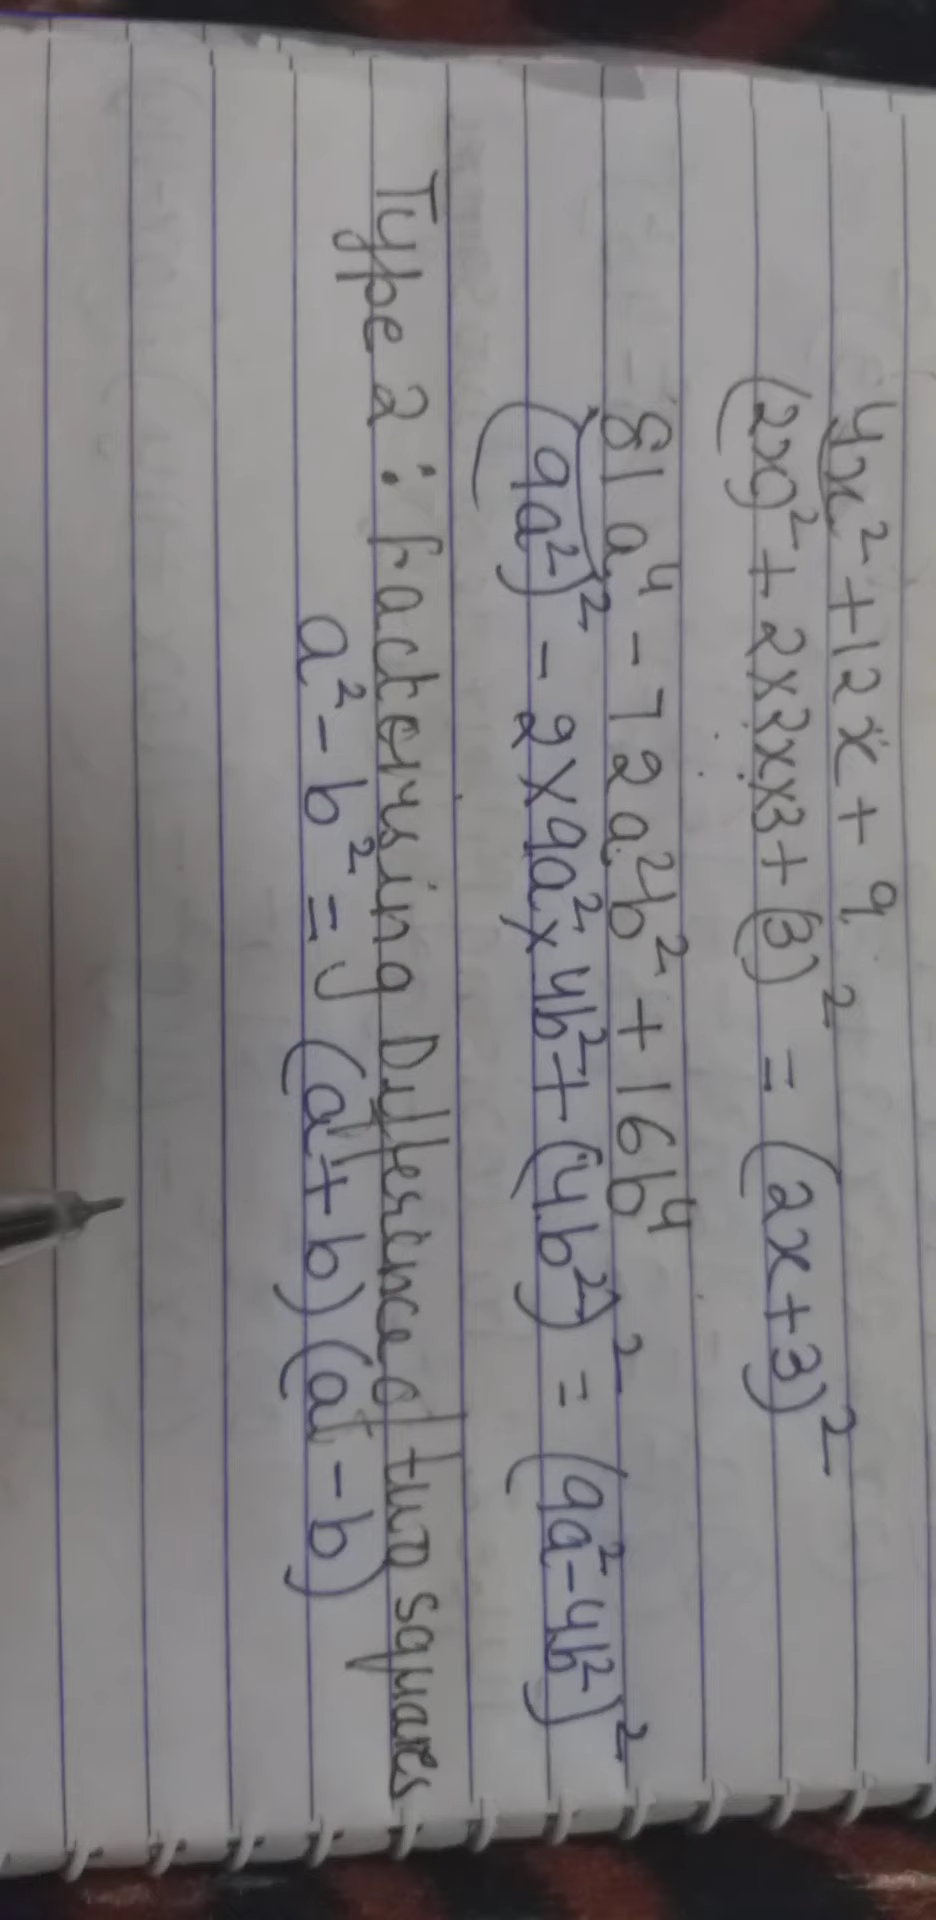 4x² + 12x + 9
(2x)² + 2×2x×3 + (3)² = (2x+3)²
81a⁴ - 72a²b² + 16b⁴
(9a²)² - 2×9a²×4b² + (4b²)² = (9a²-4b²)²
Type 2 : Factorising Difference of two squares
a² - b² = (a + b) (a - b)